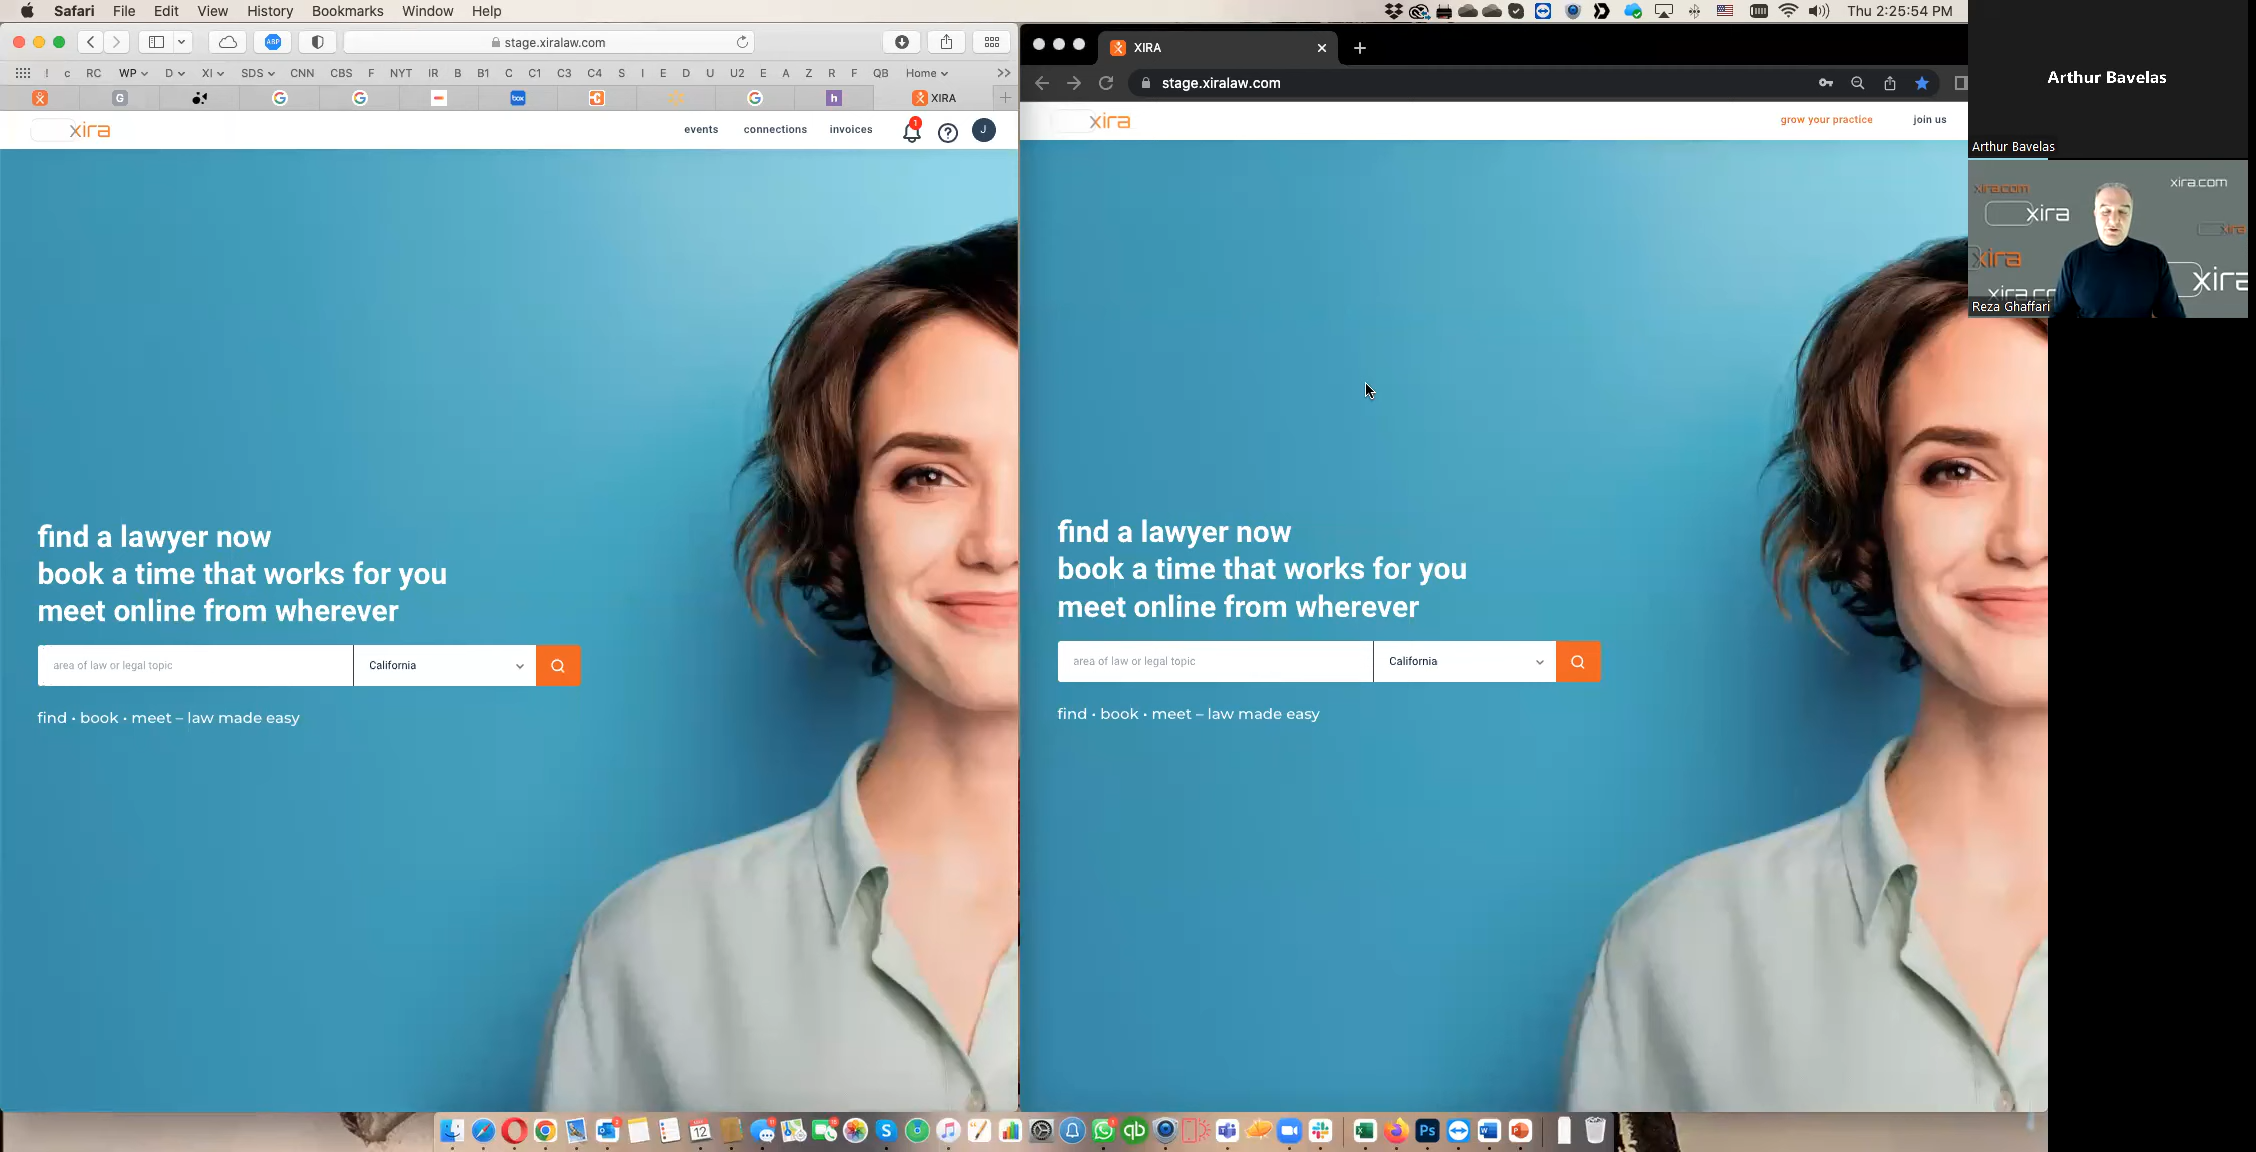 Safari File Edit View History Bookmarks Window Help
Thu 2:25:54 PM
stage.xiralaw.com
! c RC WP D XI SDS CNN CBS F NYT IR B B1 C C1 C3 C4 S I E D U U2 E A Z R F QB Home >>
XIRA
xira
events connections invoices
1
J
find a lawyer now
book a time that works for you
meet online from wherever
area of law or legal topic
California
find • book • meet – law made easy
XIRA
stage.xiralaw.com
xira
grow your practice join us
find a lawyer now
book a time that works for you
meet online from wherever
area of law or legal topic
California
find • book • meet – law made easy
Arthur Bavelas
Arthur Bavelas
xira.com
xira.com
xira
xira
xira
xira
Reza Ghaffari